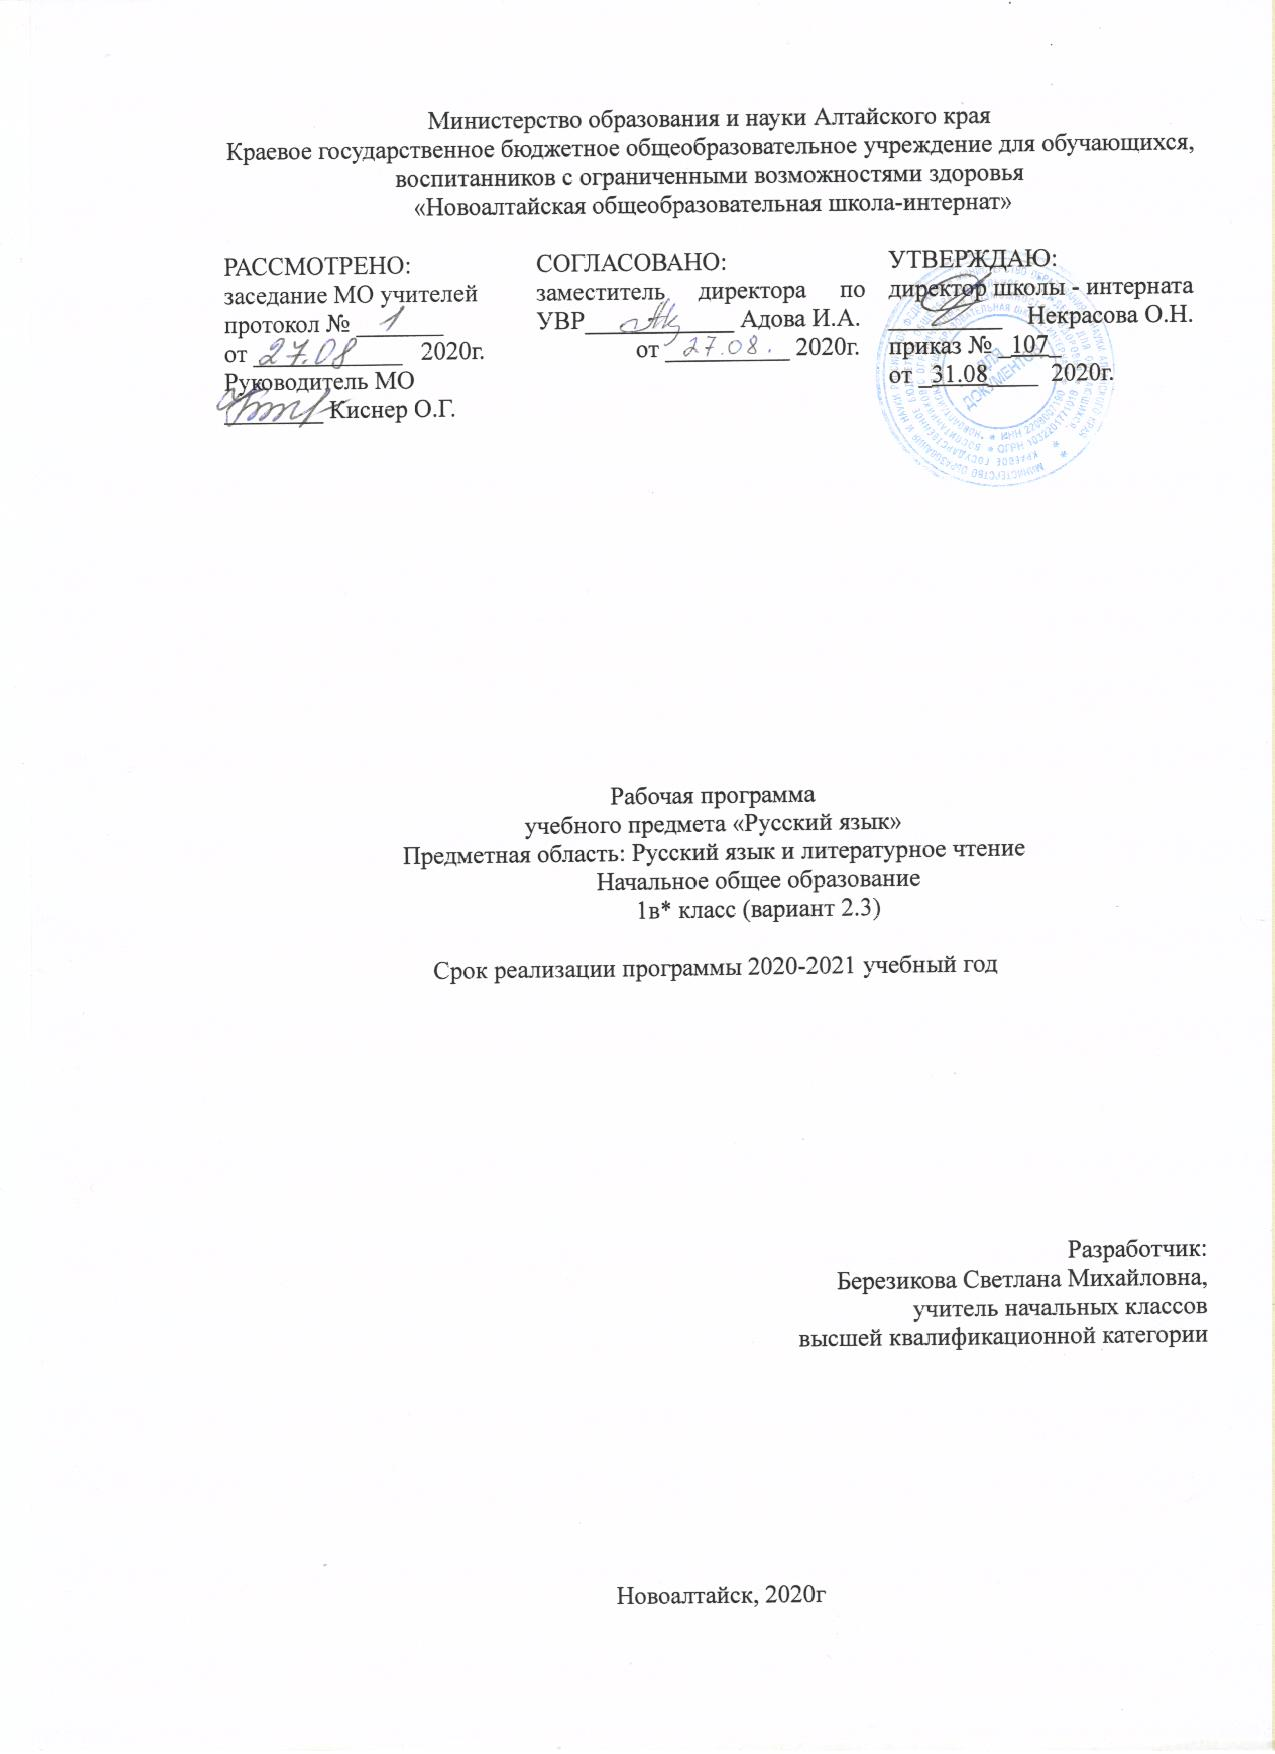 Министерство образования и науки Алтайского края
Краевое государственное бюджетное общеобразовательное учреждение для обучающихся,
воспитанников с ограниченными возможностями здоровья
«Новоалтайская общеобразовательная школа-интернат»
РАССМОТРЕНО:
заседание МО учителей
протокол № 1
от 27.08 2020г.
Руководитель МО
Киснер О.Г.
СОГЛАСОВАНО:
заместитель директора по
УВР Адова И.А.
от 27.08. 2020г.
УТВЕРЖДАЮ:
директор школы - интерната
Некрасова О.Н.
приказ № 107
от 31.08 2020г.
ДЛЯ
ДОКУМЕНТОВ
Рабочая программа
учебного предмета «Русский язык»
Предметная область: Русский язык и литературное чтение
Начальное общее образование
1в* класс (вариант 2.3)
Срок реализации программы 2020-2021 учебный год
Разработчик:
Березикова Светлана Михайловна,
учитель начальных классов
высшей квалификационной категории
Новоалтайск, 2020г